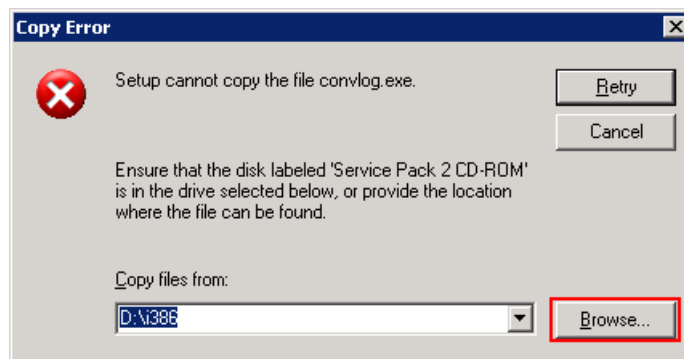 Copy Error
Setup cannot copy the file convlog.exe.
Retry
Cancel
Ensure that the disk labeled 'Service Pack 2 CD-ROM'
is in the drive selected below, or provide the location
where the file can be found.
Copy files from:
D:\i386
Browse...